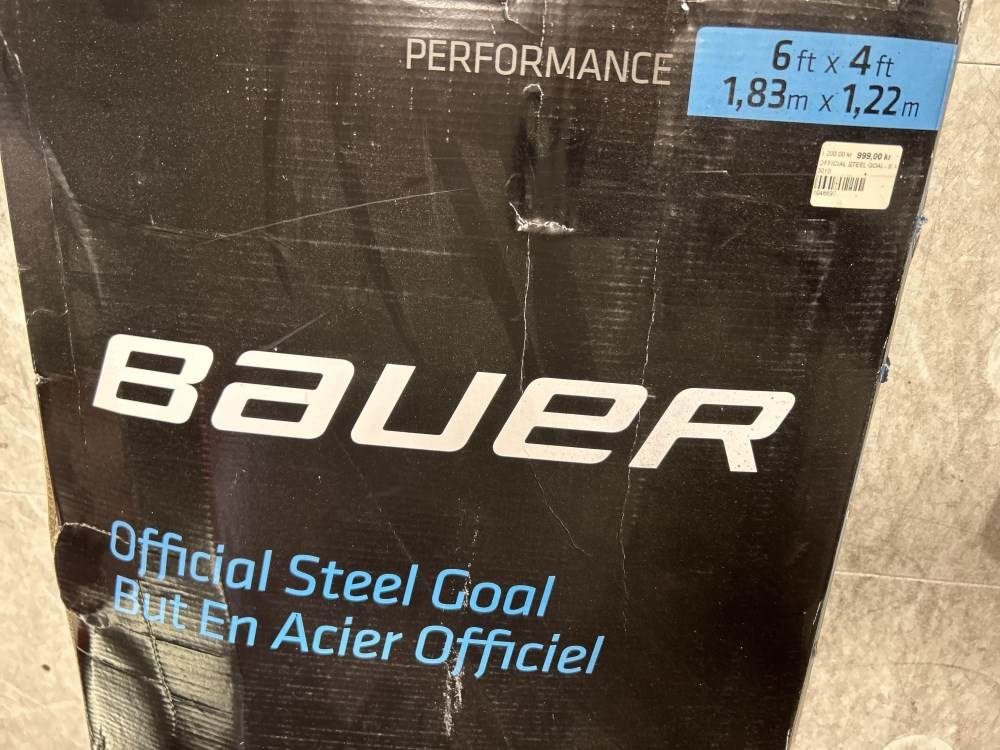 PERFORMANCE
6ft x 4ft
1,83m x 1,22m
999,00 kr
OFFICIAL STEEL GOAL
BAUER
Official Steel Goal
But En Acier Officiel